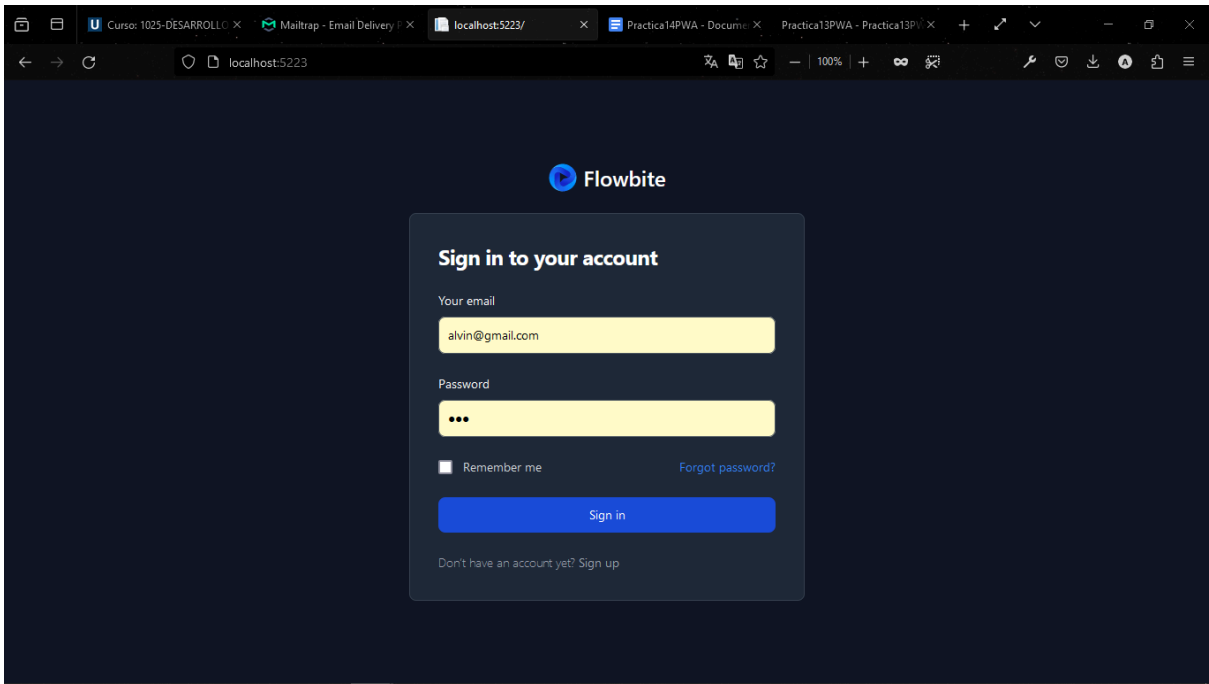 Curso: 1025-DESARROLLO
Mailtrap - Email Delivery P
localhost:5223/
Practica14PWA - Docume
Practica13PWA - Practica13PW
localhost:5223
100%
A
Flowbite
Sign in to your account
Your email
alvin@gmail.com
Password
Remember me
Forgot password?
Sign in
Don't have an account yet? Sign up